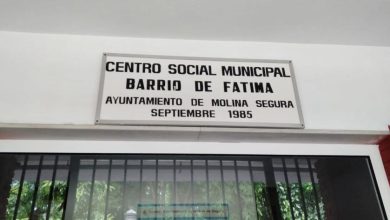 CENTRO SOCIAL MUNICIPAL
BARRIO DE FATIMA
AYUNTAMIENTO DE MOLINA SEGURA
SEPTIEMBRE 1985